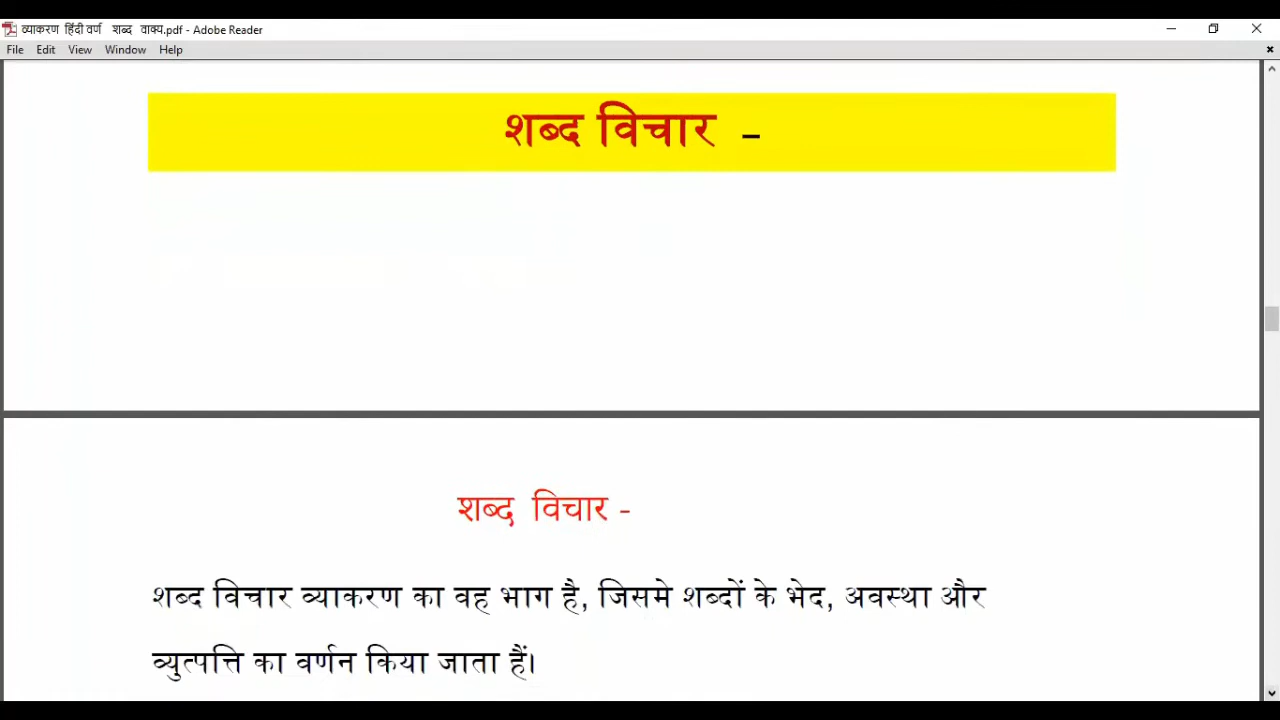 व्याकरण हिंदी वर्ण शब्द वाक्य.pdf - Adobe Reader
File Edit View Window Help
शब्द विचार -
शब्द विचार -
शब्द विचार व्याकरण का वह भाग है, जिसमे शब्दों के भेद, अवस्था और
व्युत्पत्ति का वर्णन किया जाता हैं।